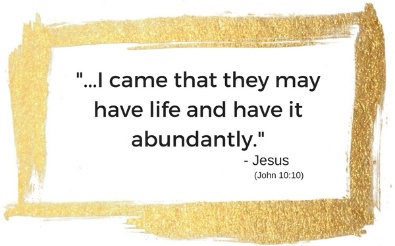 "...I came that they may
have life and have it
abundantly."
- Jesus
(John 10:10)